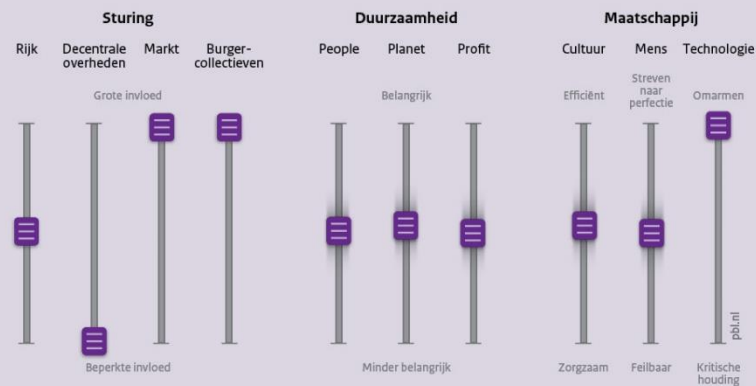 Sturing
Duurzaamheid
Maatschappij
Rijk
Decentrale
overheden
Markt
Burger-
collectieven
People
Planet
Profit
Cultuur
Mens
Technologie
Grote invloed
Belangrijk
Efficiënt
Streven
naar
perfectie
Omarmen
pbl.nl
Beperkte invloed
Minder belangrijk
Zorgzaam
Feilbaar
Kritische
houding